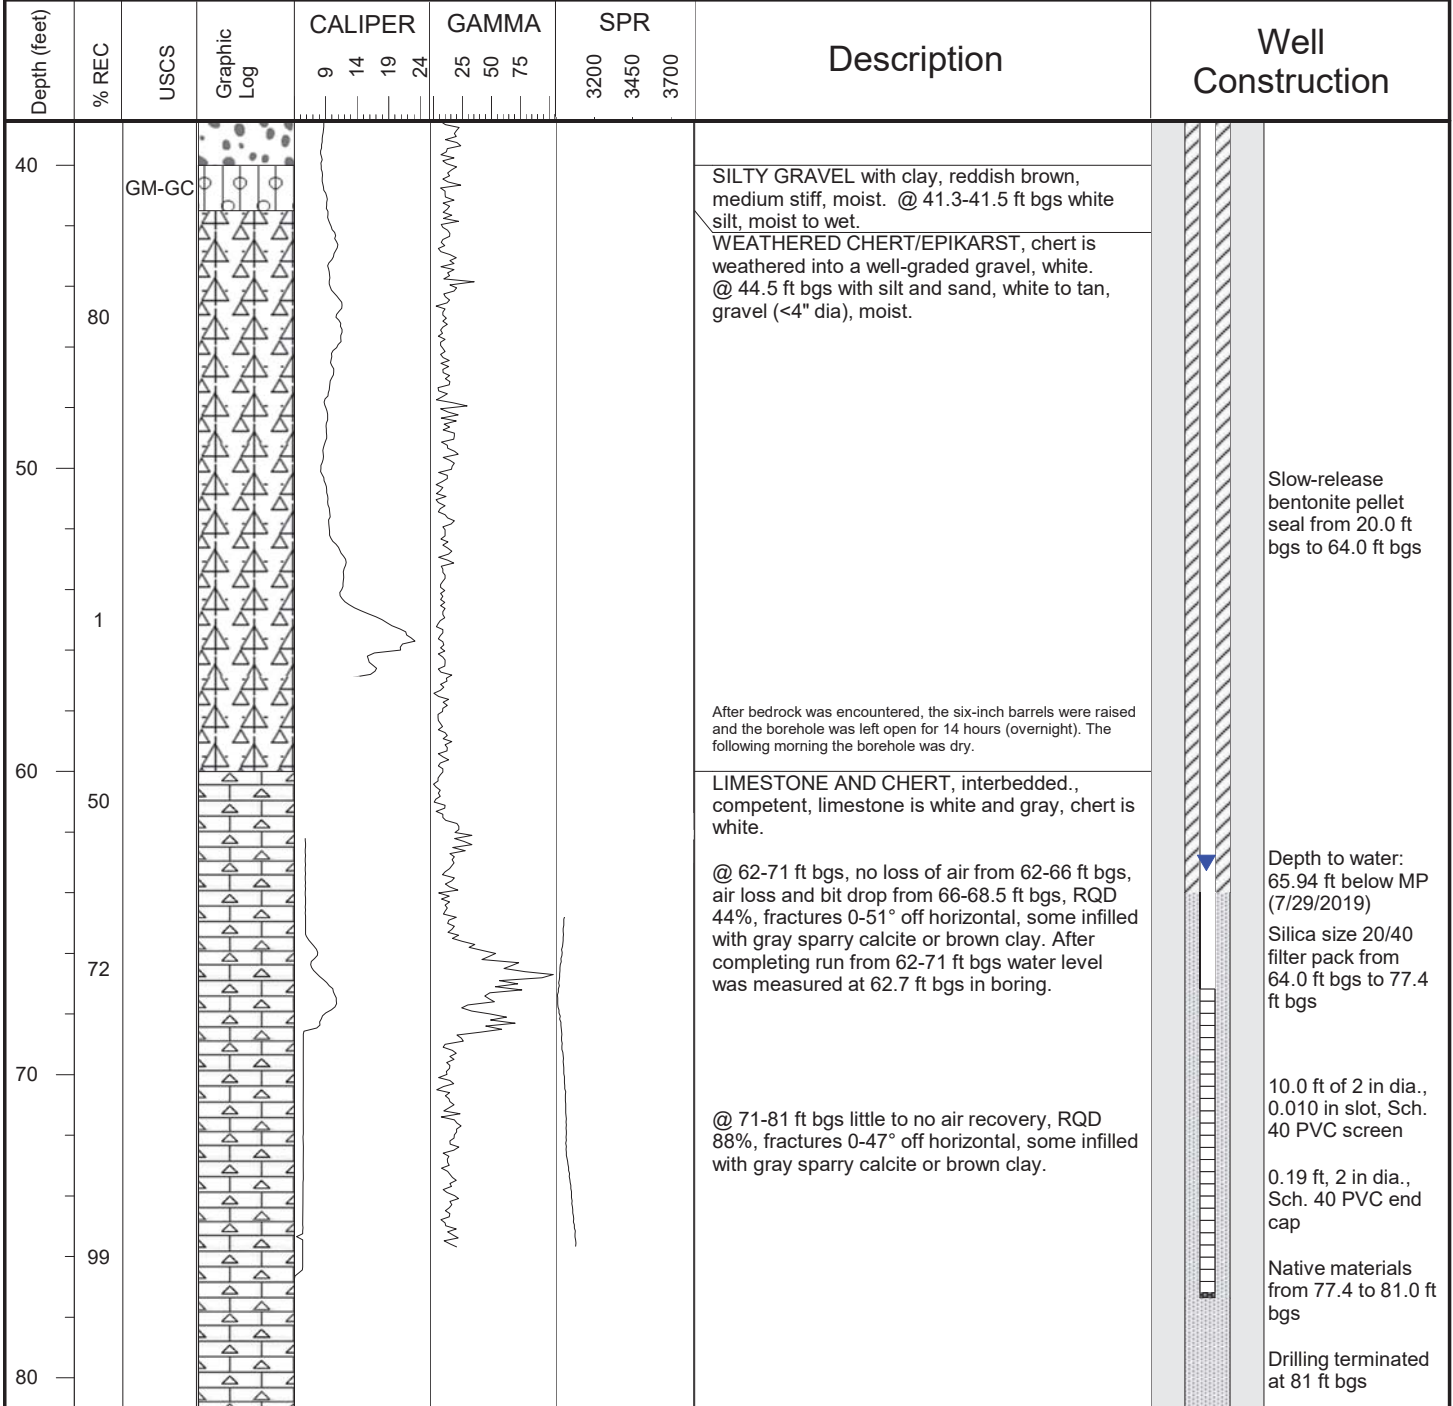 Depth (feet)
% REC
USCS
Graphic
Log
CALIPER
9 14 19 24
GAMMA
25 50 75
SPR
3200 3450 3700
Description
Well
Construction
40
GM-GC
80
50
1
60
50
72
70
99
80
SILTY GRAVEL with clay, reddish brown,
medium stiff, moist. @ 41.3-41.5 ft bgs white
silt, moist to wet.
WEATHERED CHERT/EPIKARST, chert is
weathered into a well-graded gravel, white.
@ 44.5 ft bgs with silt and sand, white to tan,
gravel (<4" dia), moist.
After bedrock was encountered, the six-inch barrels were raised
and the borehole was left open for 14 hours (overnight). The
following morning the borehole was dry.
LIMESTONE AND CHERT, interbedded.,
competent, limestone is white and gray, chert is
white.
@ 62-71 ft bgs, no loss of air from 62-66 ft bgs,
air loss and bit drop from 66-68.5 ft bgs, RQD
44%, fractures 0-51° off horizontal, some infilled
with gray sparry calcite or brown clay. After
completing run from 62-71 ft bgs water level
was measured at 62.7 ft bgs in boring.
@ 71-81 ft bgs little to no air recovery, RQD
88%, fractures 0-47° off horizontal, some infilled
with gray sparry calcite or brown clay.
Slow-release
bentonite pellet
seal from 20.0 ft
bgs to 64.0 ft bgs
Depth to water:
65.94 ft below MP
(7/29/2019)
Silica size 20/40
filter pack from
64.0 ft bgs to 77.4
ft bgs
10.0 ft of 2 in dia.,
0.010 in slot, Sch.
40 PVC screen
0.19 ft, 2 in dia.,
Sch. 40 PVC end
cap
Native materials
from 77.4 to 81.0 ft
bgs
Drilling terminated
at 81 ft bgs